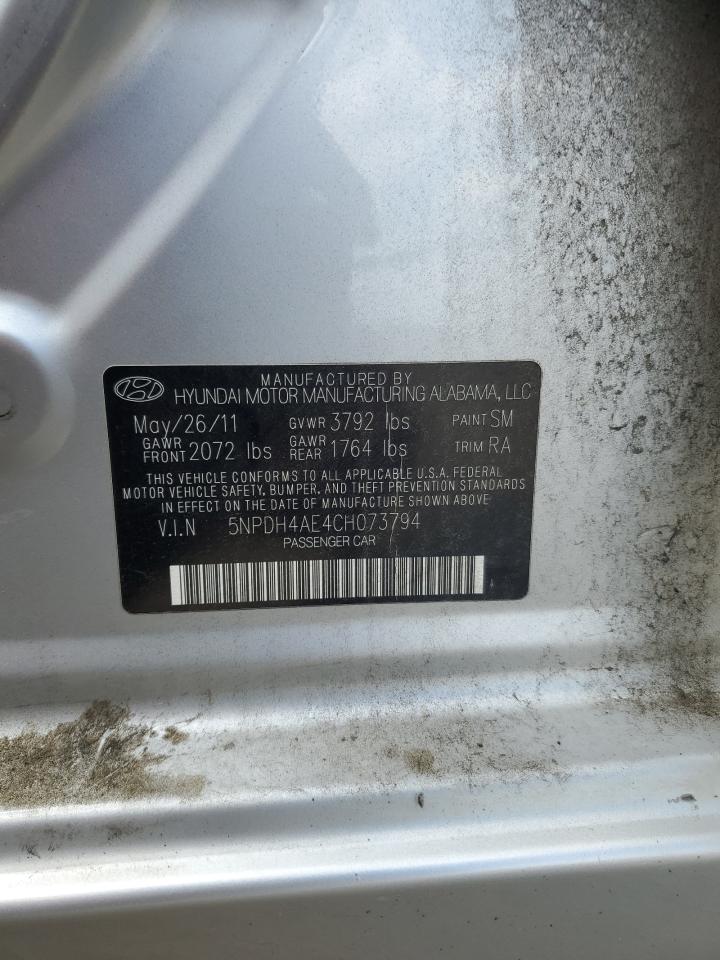 MANUFACTURED BY
HYUNDAI MOTOR MANUFACTURING ALABAMA, LLC
May/26/11 GVWR 3792 lbs PAINT SM
GAWR FRONT 2072 lbs GAWR REAR 1764 lbs TRIM RA
THIS VEHICLE CONFORMS TO ALL APPLICABLE U.S.A. FEDERAL
MOTOR VEHICLE SAFETY, BUMPER, AND THEFT PREVENTION STANDARDS
IN EFFECT ON THE DATE OF MANUFACTURE SHOWN ABOVE
V.I.N 5NPDH4AE4CH073794
PASSENGER CAR